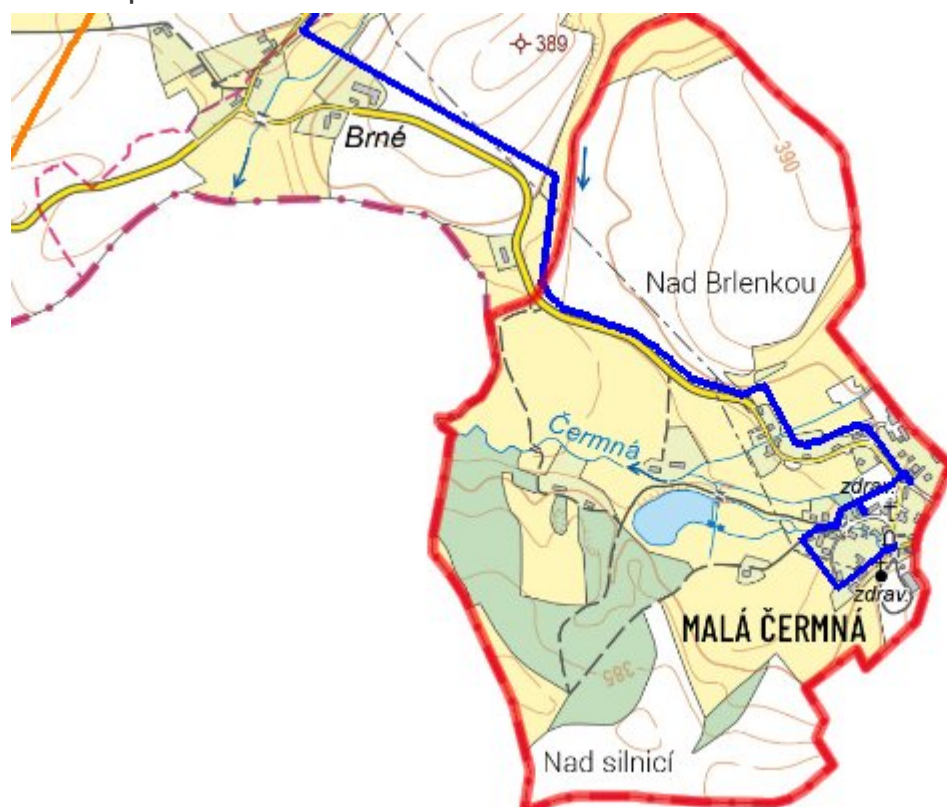 389
Brné
390
Nad Brlenkou
Čermná
zdrav.
zdrav.
MALÁ ČERMNÁ
385
Nad silnicí